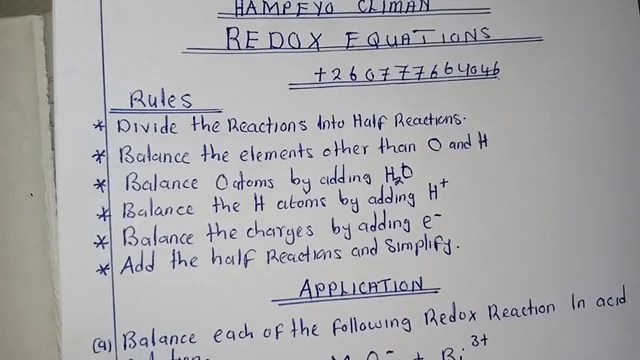 HAMPEYO CLIMAN
REDOX EQUATIONS
+260777664046
Rules
* Divide the Reactions Into Half Reactions.
* Balance the elements other than O and H
* Balance O atoms by adding H₂O
* Balance the H atoms by adding H⁺
* Balance the charges by adding e⁻
* Add the half Reactions and Simplify.
APPLICATION
(a) Balance each of the following Redox Reaction In acid
+ Bi³⁺